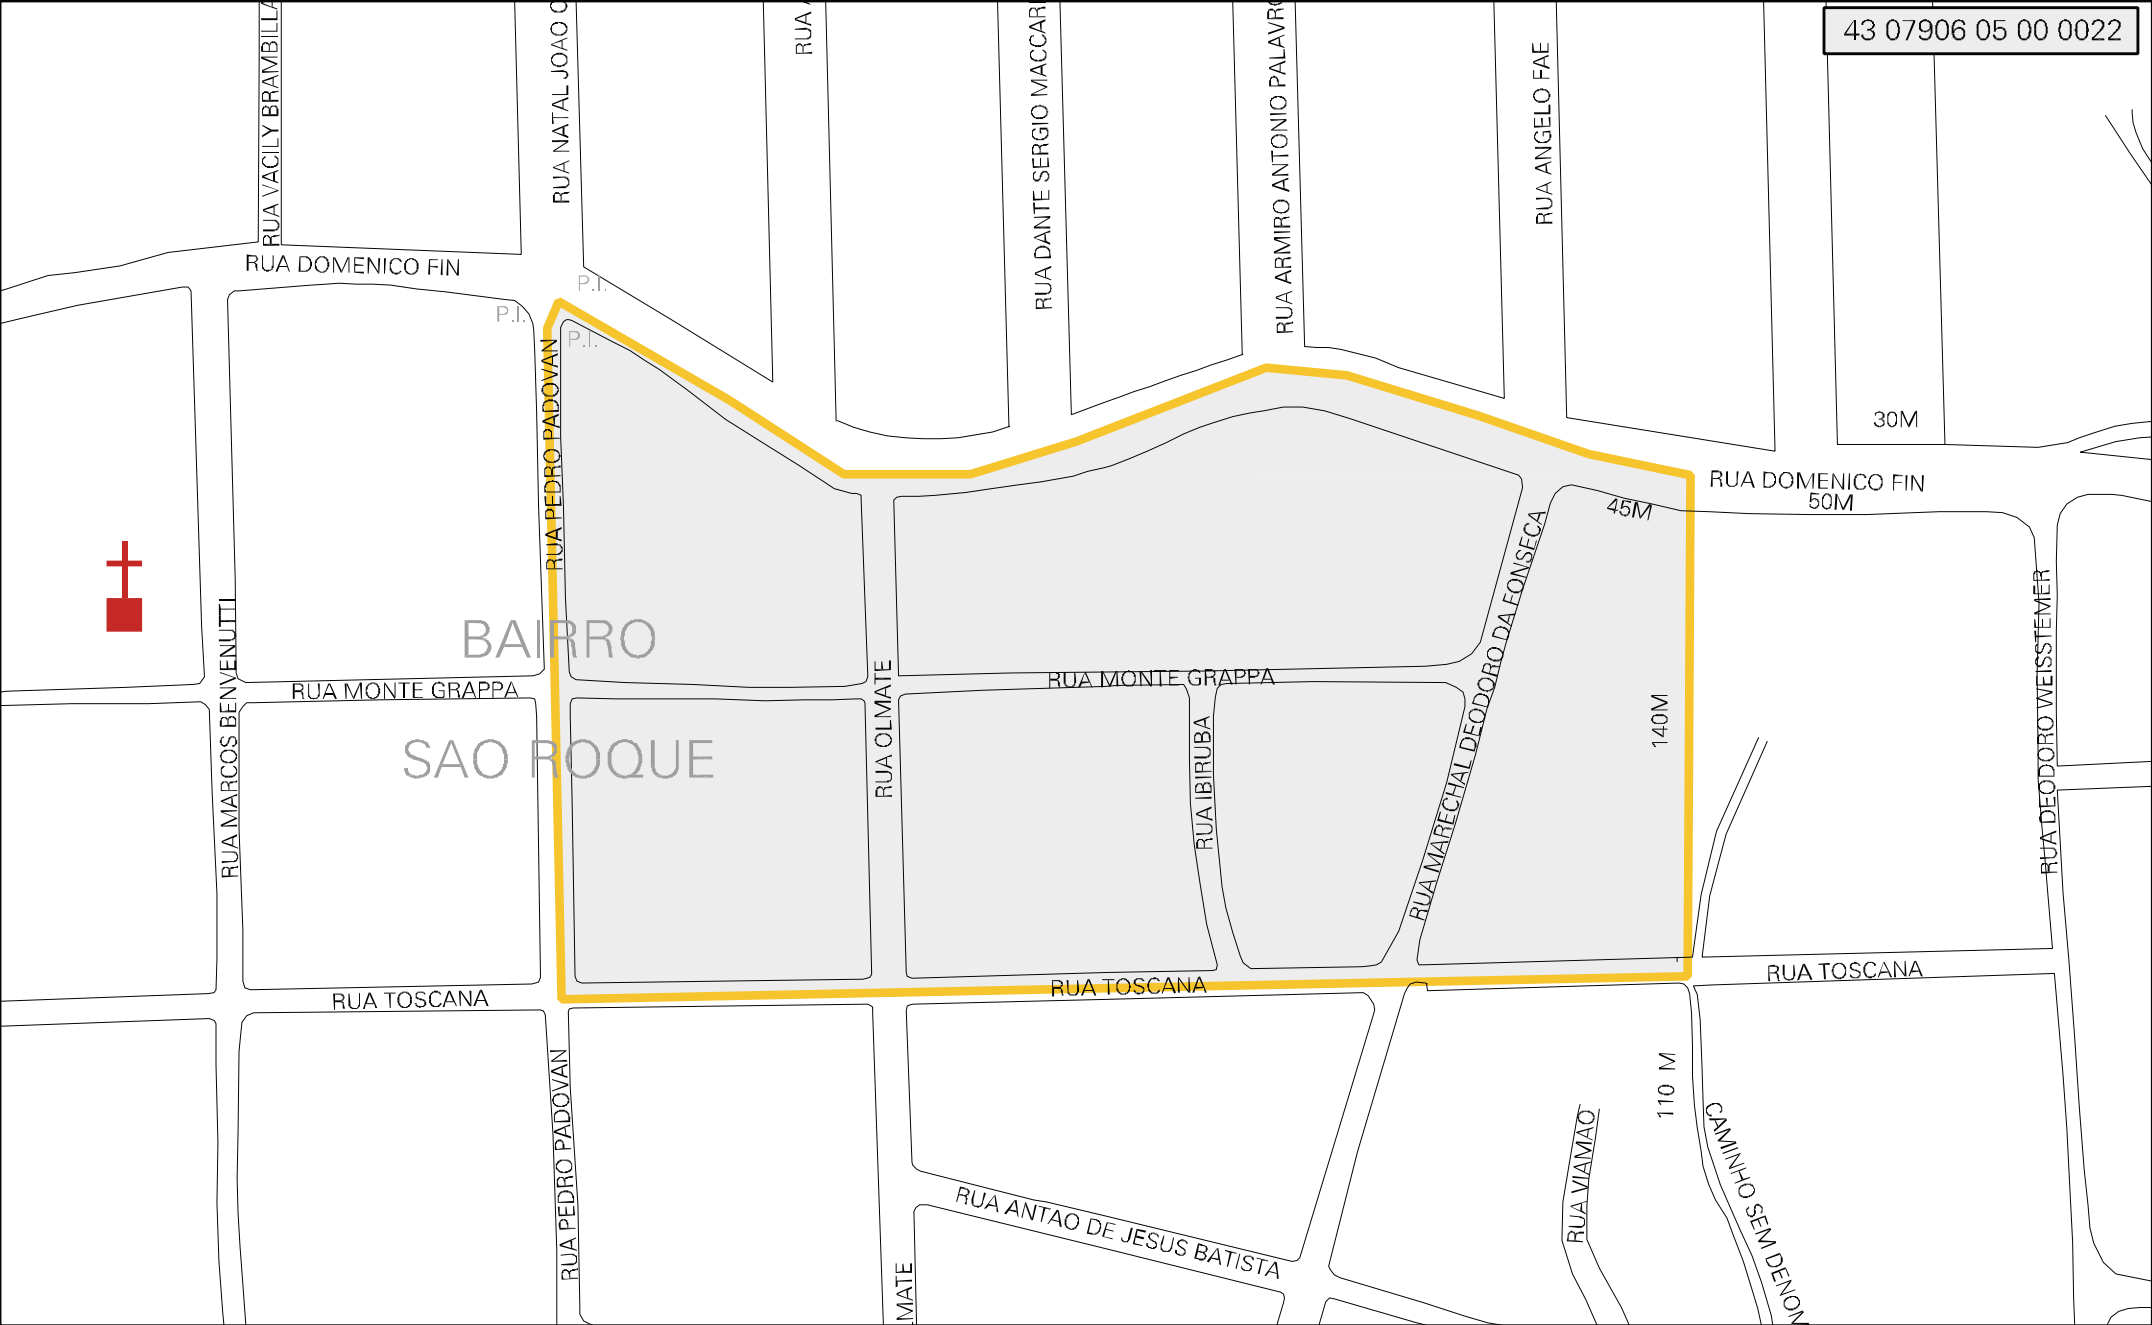 43 07906 05 00 0022
RUA VACILY BRAMBILLA
RUA NATAL JOAO
RUA
RUA DANTE SERGIO MACCARI
RUA ARMIRO ANTONIO PALAVRO
RUA ANGELO FAE
RUA DOMENICO FIN
P.I.
P.I.
P.I.
30M
RUA DOMENICO FIN
50M
45M
RUA PEDRO PADOVAN
BAIRRO
SAO ROQUE
RUA MARCOS BENVENUTTI
RUA MONTE GRAPPA
RUA OLMATE
RUA MONTE GRAPPA
RUA IBIRUBA
RUA MARECHAL DEODORO DA FONSECA
140M
RUA DEODORO WEISSTEMER
RUA TOSCANA
RUA TOSCANA
RUA TOSCANA
RUA PEDRO PADOVAN
110 M
RUA VIAMAO
CAMINHO SEM DENOM
RUA ANTAO DE JESUS BATISTA
LMATE